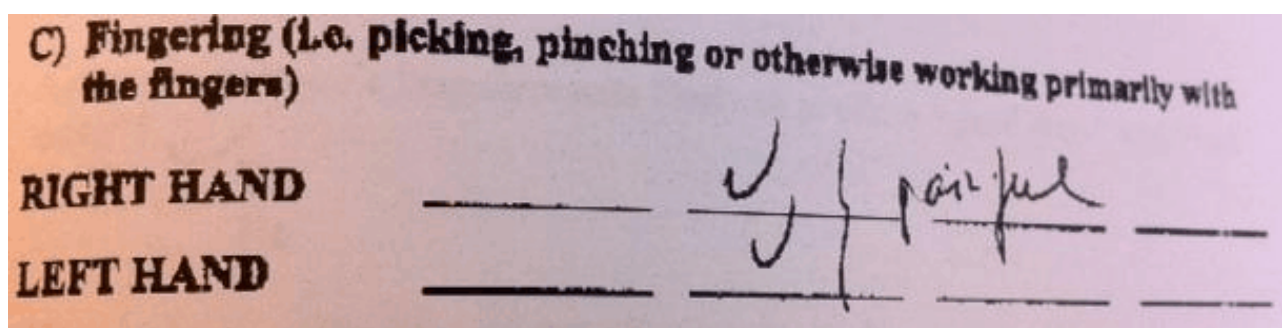 C) Fingering (i.e. picking, pinching or otherwise working primarily with
the fingers)
RIGHT HAND ✓ } painful
LEFT HAND ✓